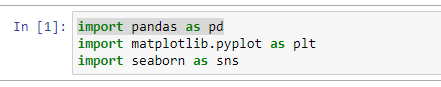 In [1]: import pandas as pd
import matplotlib.pyplot as plt
import seaborn as sns